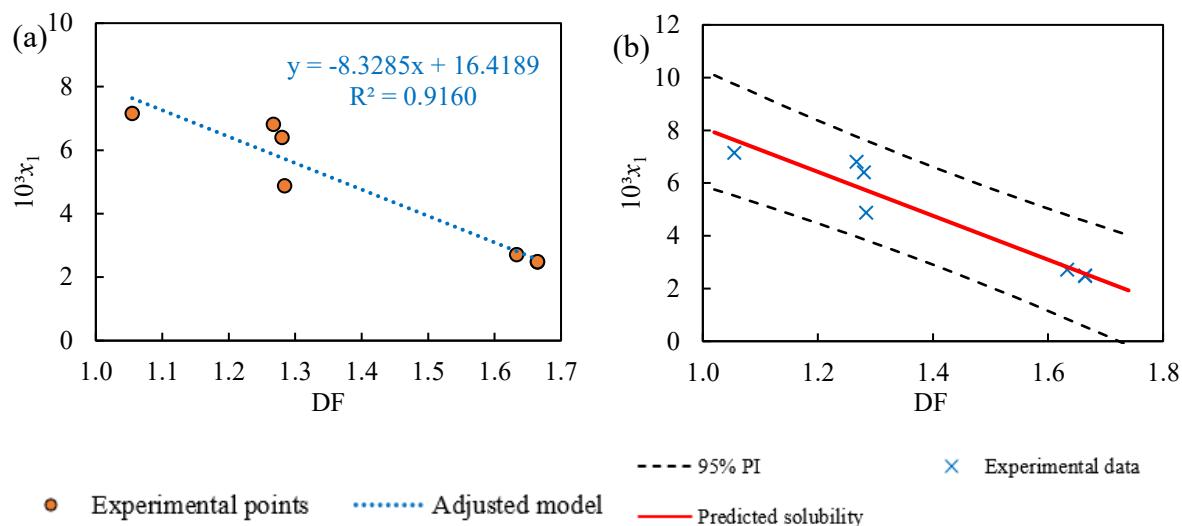 (a)
y = -8.3285x + 16.4189
R² = 0.9160
10
8
6
4
2
0
10³x₁
1.0 1.1 1.2 1.3 1.4 1.5 1.6 1.7
DF
Experimental points
Adjusted model
(b)
12
10
8
6
4
2
0
10³x₁
1.0 1.2 1.4 1.6 1.8
DF
95% PI
Experimental data
Predicted solubility